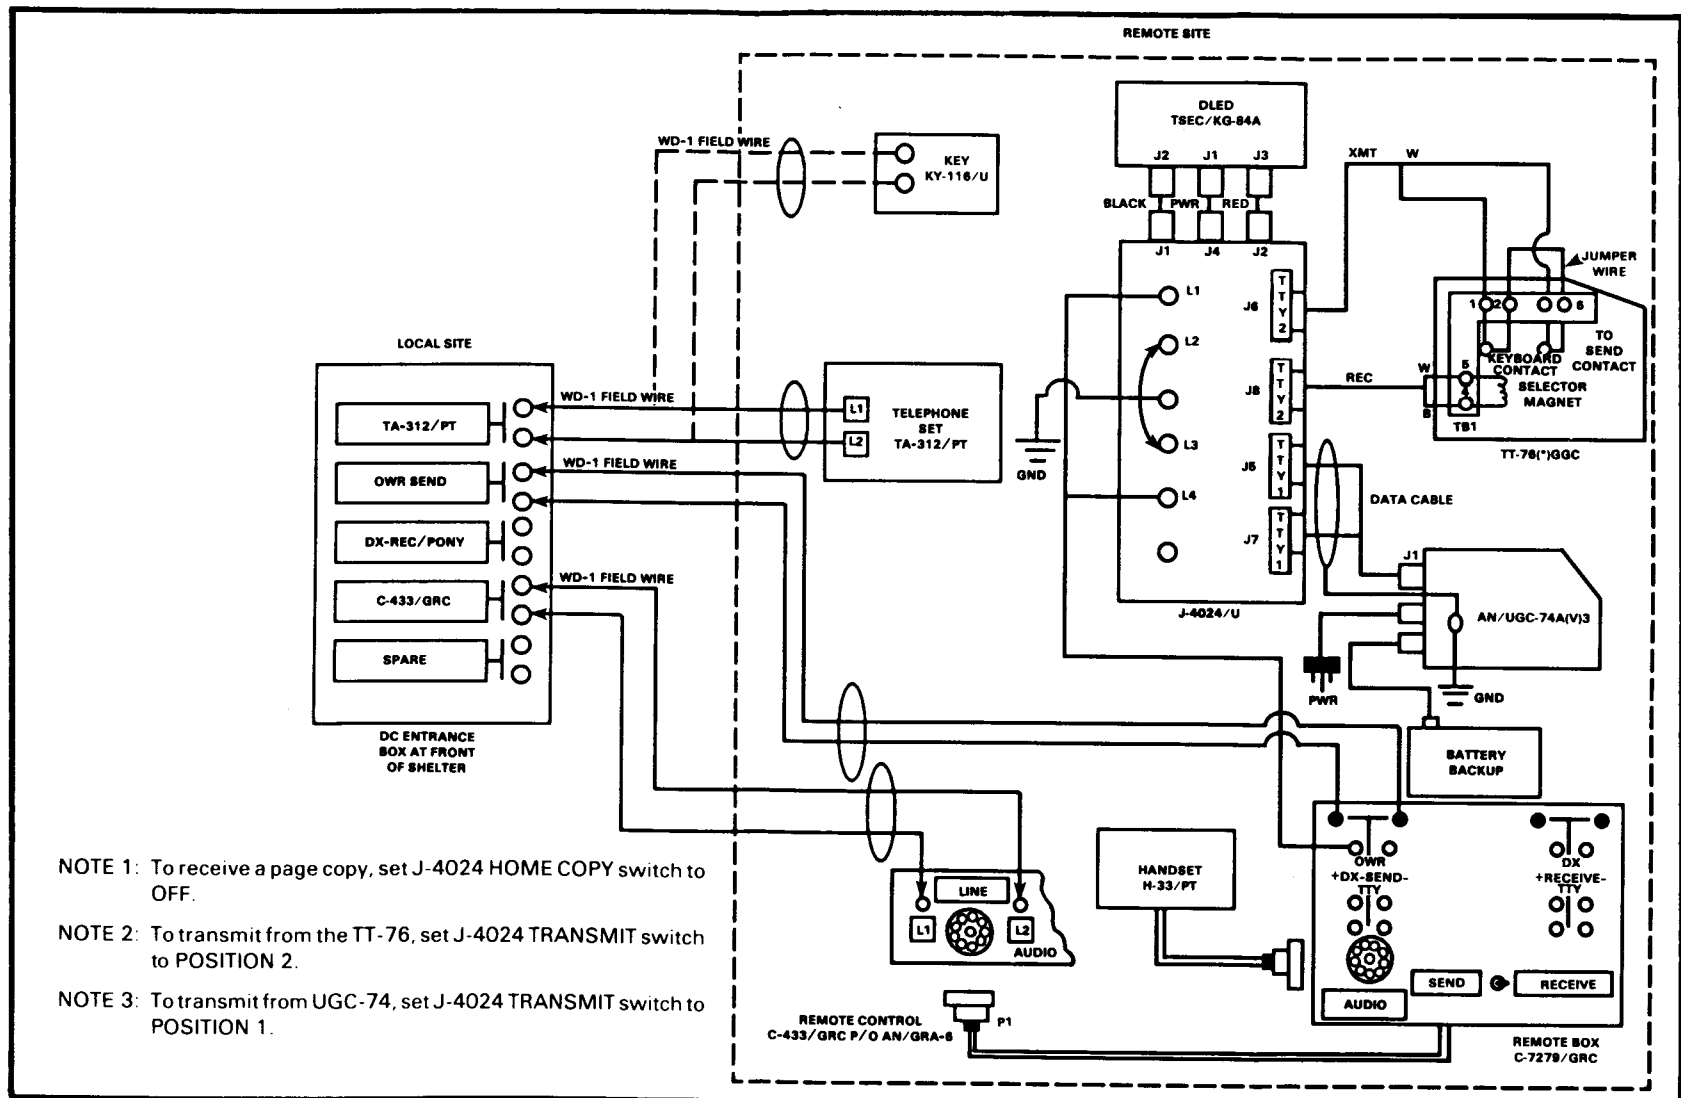 REMOTE SITE
DLED
TSEC/KG-84A
J2 J1 J3
BLACK PWR RED
J1 J4 J2
WD-1 FIELD WIRE
KEY
KY-116/U
XMT W
JUMPER
WIRE
1 2 6
TO
SEND
CONTACT
KEYBOARD
CONTACT
SELECTOR
MAGNET
W
5
4
B
TB1
TT-76(*)GGC
REC
L1
L2
L3
L4
J6
TTY2
J8
TTY2
J5
TTY1
J7
TTY1
J-4024/U
GND
DATA CABLE
J1
AN/UGC-74A(V)3
PWR
GND
BATTERY
BACKUP
LOCAL SITE
TA-312/PT
OWR SEND
DX-REC/PONY
C-433/GRC
SPARE
DC ENTRANCE
BOX AT FRONT
OF SHELTER
WD-1 FIELD WIRE
WD-1 FIELD WIRE
WD-1 FIELD WIRE
L1
L2
TELEPHONE
SET
TA-312/PT
LINE
L1
L2
AUDIO
HANDSET
H-33/PT
P1
REMOTE CONTROL
C-433/GRC P/O AN/GRA-6
OWR
+DX-SEND-
TTY
DX
+RECEIVE-
TTY
SEND
RECEIVE
AUDIO
REMOTE BOX
C-7279/GRC
NOTE 1: To receive a page copy, set J-4024 HOME COPY switch to
OFF.
NOTE 2: To transmit from the TT-76, set J-4024 TRANSMIT switch
to POSITION 2.
NOTE 3: To transmit from UGC-74, set J-4024 TRANSMIT switch to
POSITION 1.